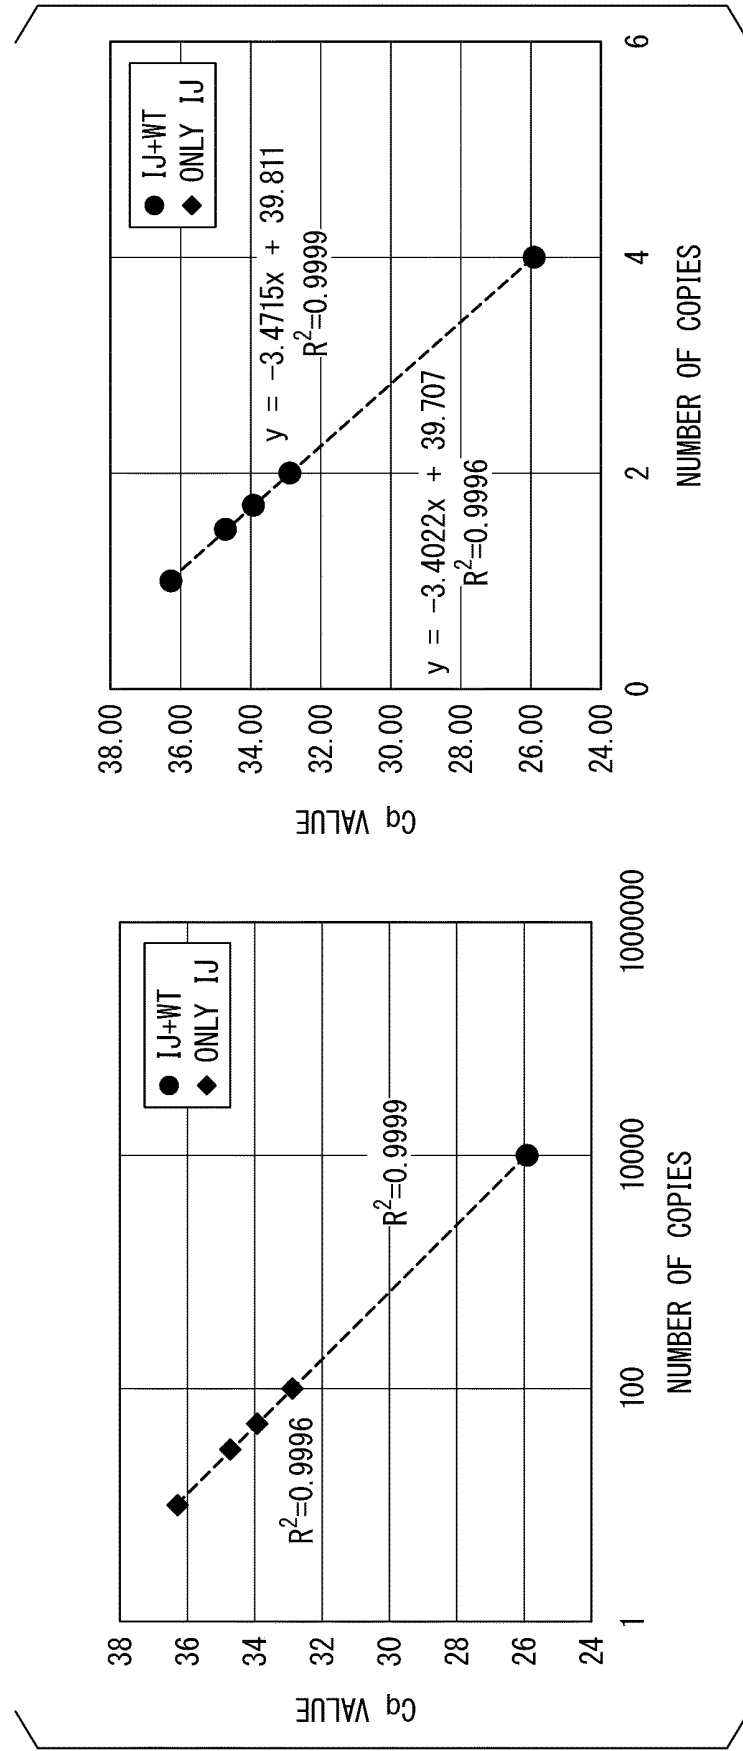 38
36
34
32
30
28
26
24
Cq VALUE
1
100
10000
1000000
NUMBER OF COPIES
● IJ+WT
◆ ONLY IJ
R²=0.9996
R²=0.9999
38.00
36.00
34.00
32.00
30.00
28.00
26.00
24.00
Cq VALUE
0
2
4
6
NUMBER OF COPIES
● IJ+WT
◆ ONLY IJ
y = −3.4715x + 39.811
R²=0.9999
y = −3.4022x + 39.707
R²=0.9996